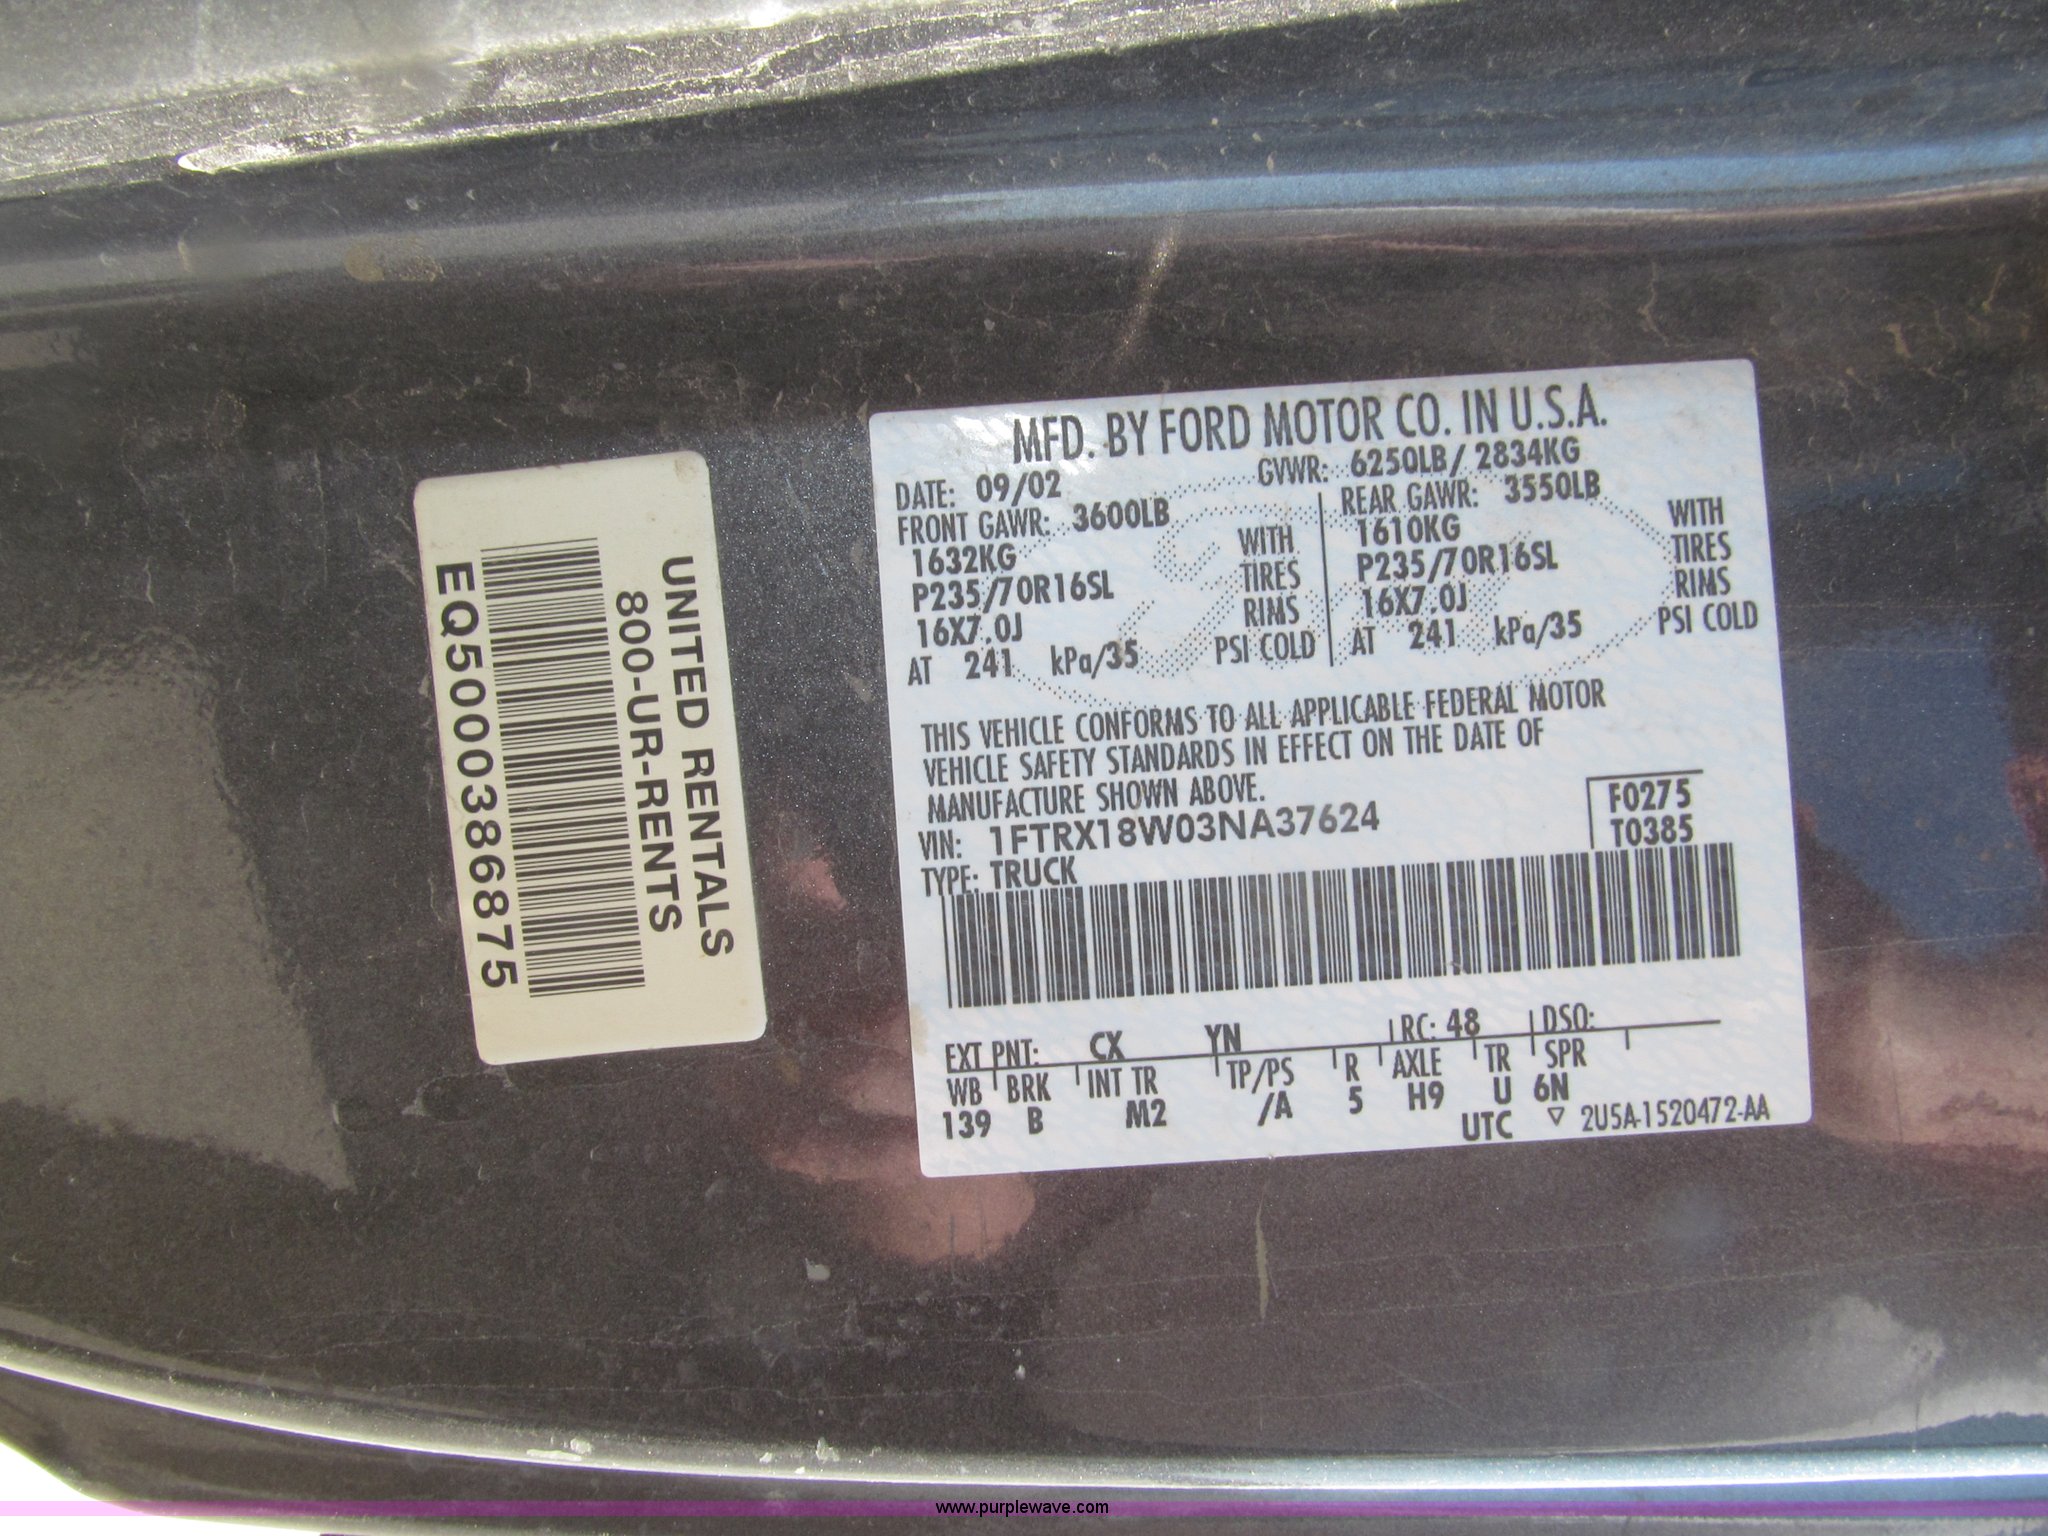 UNITED RENTALS
800-UR-RENTS
EQ5000386875
MFD. BY FORD MOTOR CO. IN U.S.A.
DATE: 09/02 GVWR: 6250LB/ 2834KG
FRONT GAWR: 3600LB REAR GAWR: 3550LB
1632KG WITH 1610KG WITH
P235/70R16SL TIRES P235/70R16SL TIRES
16X7.0J RIMS 16X7.0J RIMS
AT 241 kPa/35 PSI COLD AT 241 kPa/35 PSI COLD
THIS VEHICLE CONFORMS TO ALL APPLICABLE FEDERAL MOTOR
VEHICLE SAFETY STANDARDS IN EFFECT ON THE DATE OF
MANUFACTURE SHOWN ABOVE.
VIN: 1FTRX18W03NA37624 F0275
TYPE: TRUCK T0385
EXT PNT: CX YN RC: 48 DSO:
WB BRK INT TR TP/PS R AXLE TR SPR
139 B M2 /A 5 H9 U 6N
UTC ▽ 2U5A-1520472-AA
www.purplewave.com